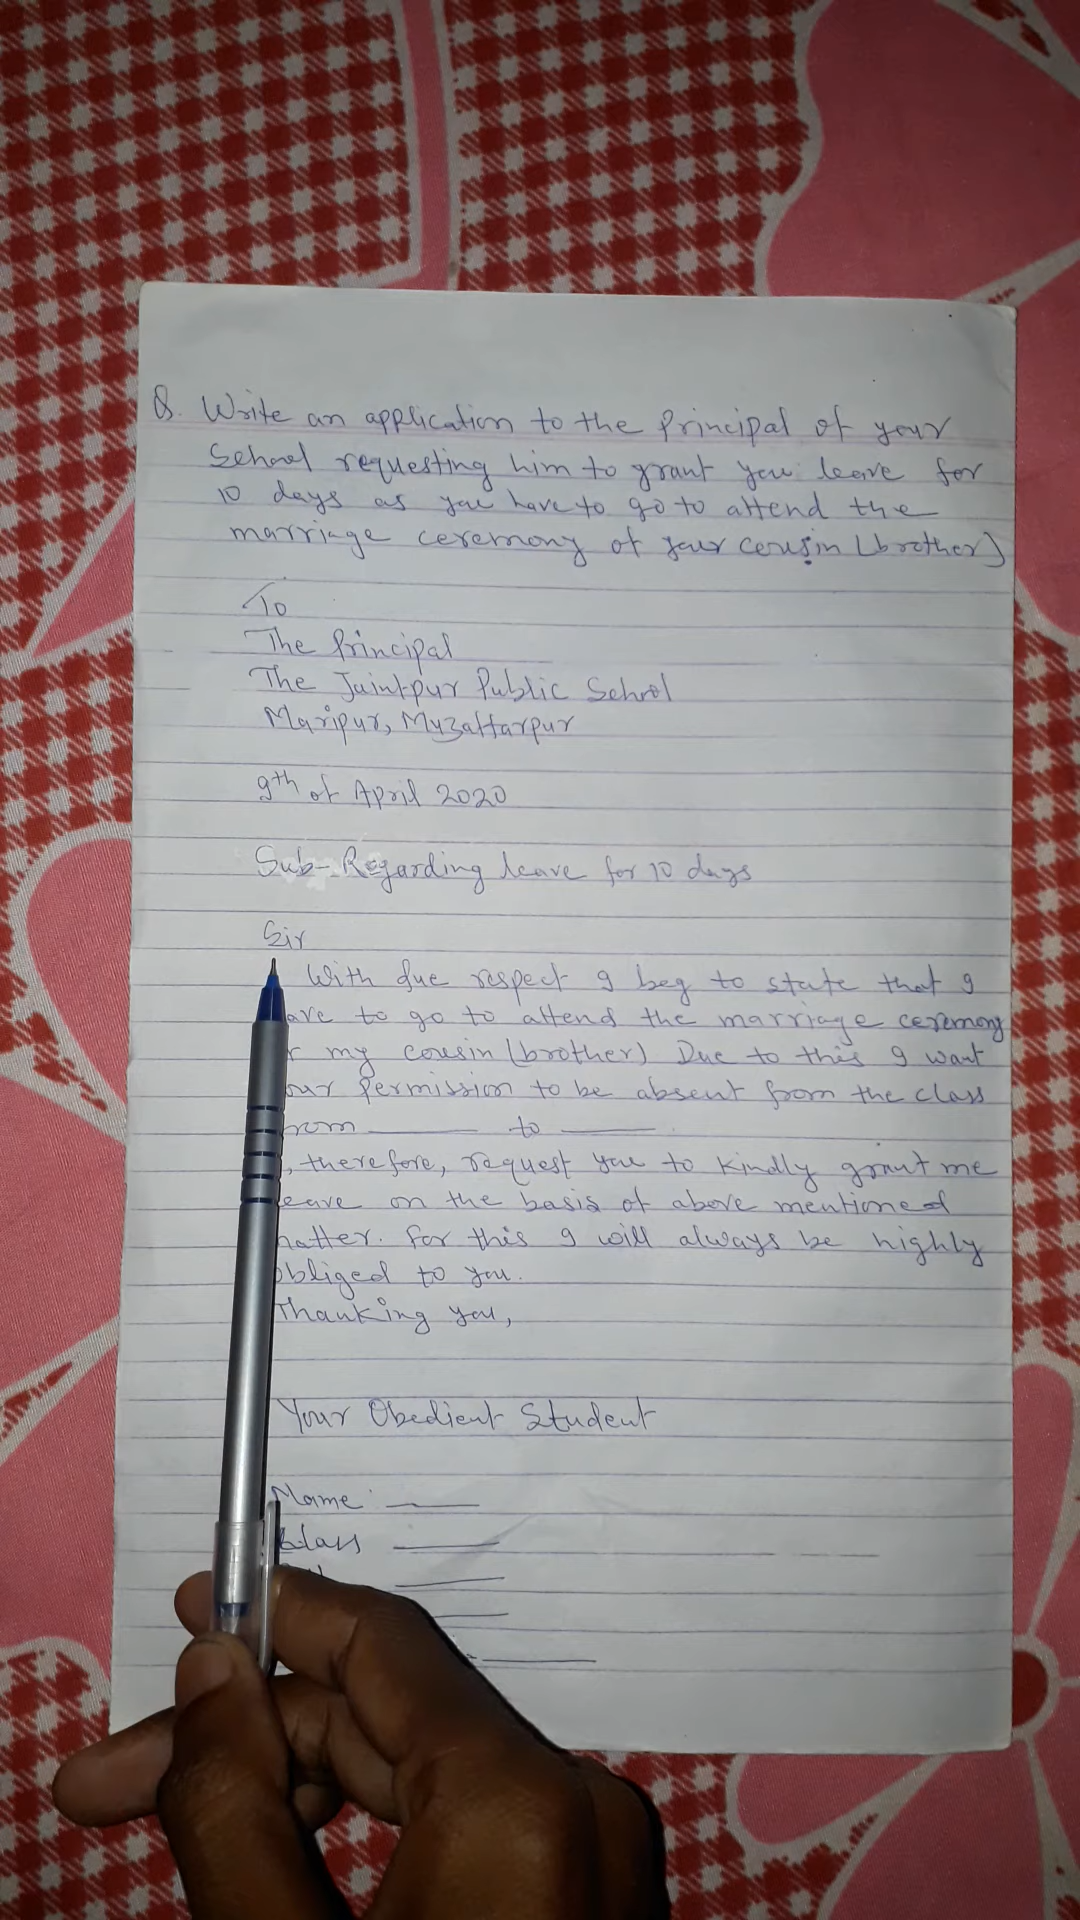 Q. Write an application to the Principal of your
School requesting him to grant you leave for
10 days as you have to go to attend the
marriage ceremony of your cousin (brother)
To
The Principal
The Jaintpur Public School
Maripur, Muzaffarpur
9th of April 2020
Sub- Regarding leave for 10 days
Sir
With due respect I beg to state that I
ave to go to attend the marriage ceremony
r my cousin (brother) Due to this I want
our permission to be absent from the class
rom ——— to ———.
, therefore, request you to kindly grant me
eave on the basis of above mentioned
matter. For this I will always be highly
obliged to you.
Thanking you,
Your Obedient Student
Name: ———
Class ———